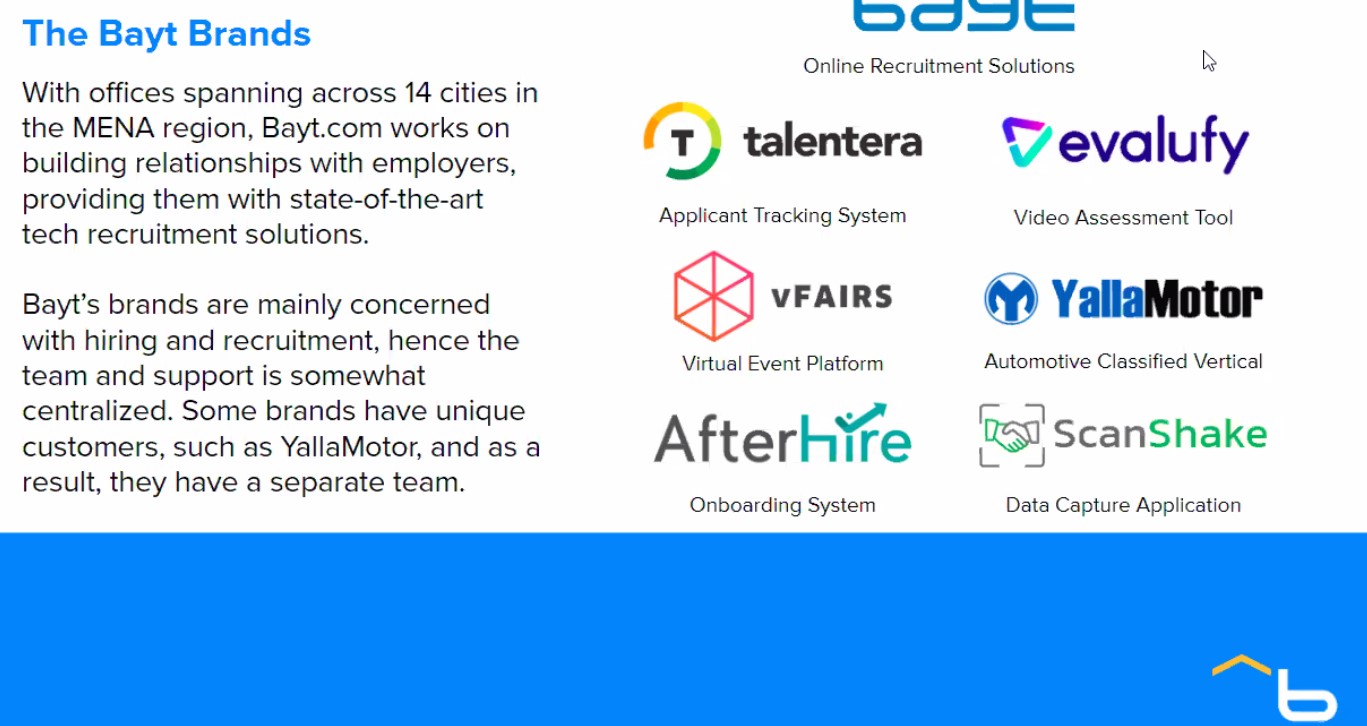 The Bayt Brands
With offices spanning across 14 cities in
the MENA region, Bayt.com works on
building relationships with employers,
providing them with state-of-the-art
tech recruitment solutions.
Bayt’s brands are mainly concerned
with hiring and recruitment, hence the
team and support is somewhat
centralized. Some brands have unique
customers, such as YallaMotor, and as a
result, they have a separate team.
bayt
Online Recruitment Solutions
T talentera
Applicant Tracking System
evalufy
Video Assessment Tool
vFAIRS
Virtual Event Platform
YallaMotor
Automotive Classified Vertical
AfterHire
Onboarding System
ScanShake
Data Capture Application
b